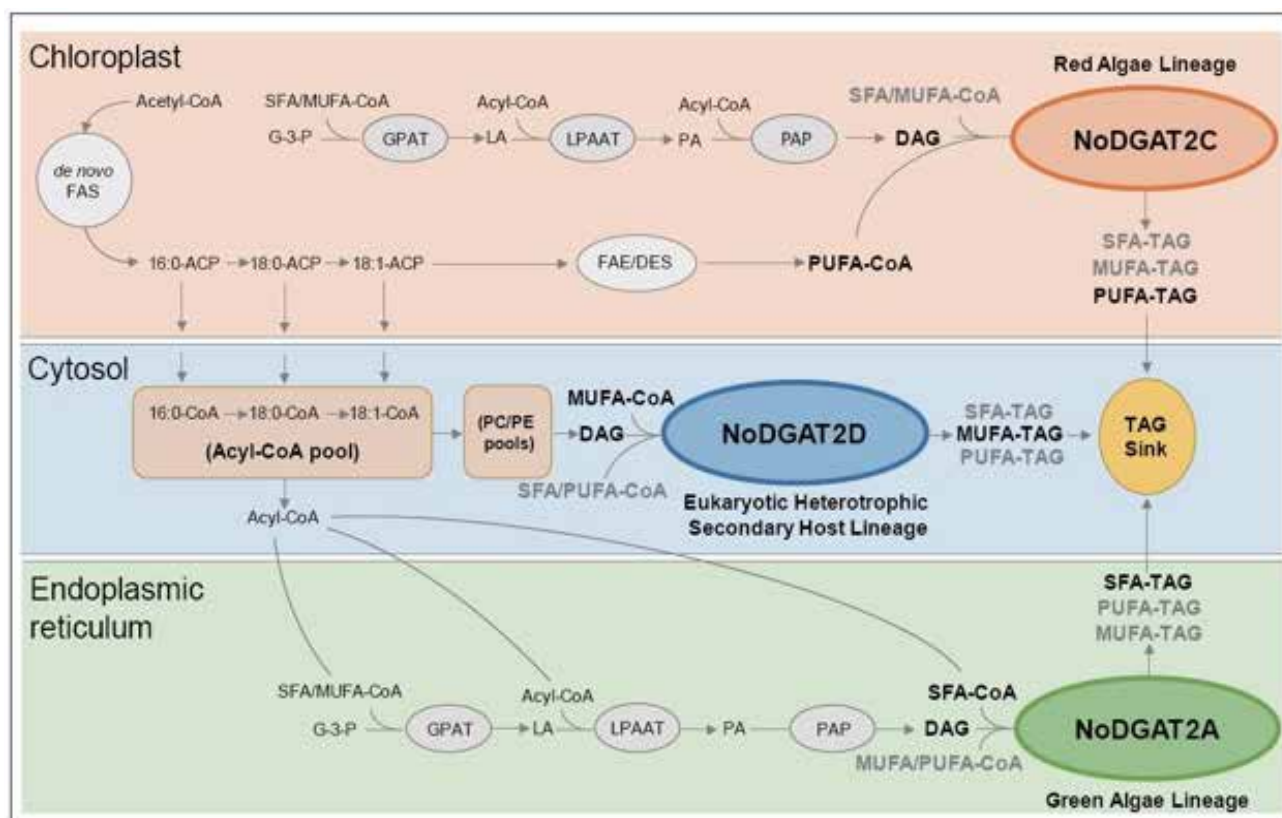 Chloroplast
Red Algae Lineage
Acetyl-CoA
SFA/MUFA-CoA
Acyl-CoA
Acyl-CoA
SFA/MUFA-CoA
G-3-P
GPAT
LA
LPAAT
PA
PAP
DAG
NoDGAT2C
de novo
FAS
16:0-ACP
18:0-ACP
18:1-ACP
FAE/DES
PUFA-CoA
SFA-TAG
MUFA-TAG
PUFA-TAG
Cytosol
16:0-CoA
18:0-CoA
18:1-CoA
(Acyl-CoA pool)
(PC/PE
pools)
MUFA-CoA
DAG
SFA/PUFA-CoA
NoDGAT2D
Eukaryotic Heterotrophic
Secondary Host Lineage
SFA-TAG
MUFA-TAG
PUFA-TAG
TAG
Sink
Acyl-CoA
Endoplasmic
reticulum
SFA-TAG
PUFA-TAG
MUFA-TAG
SFA/MUFA-CoA
Acyl-CoA
SFA-CoA
G-3-P
GPAT
LA
LPAAT
PA
PAP
DAG
MUFA/PUFA-CoA
NoDGAT2A
Green Algae Lineage